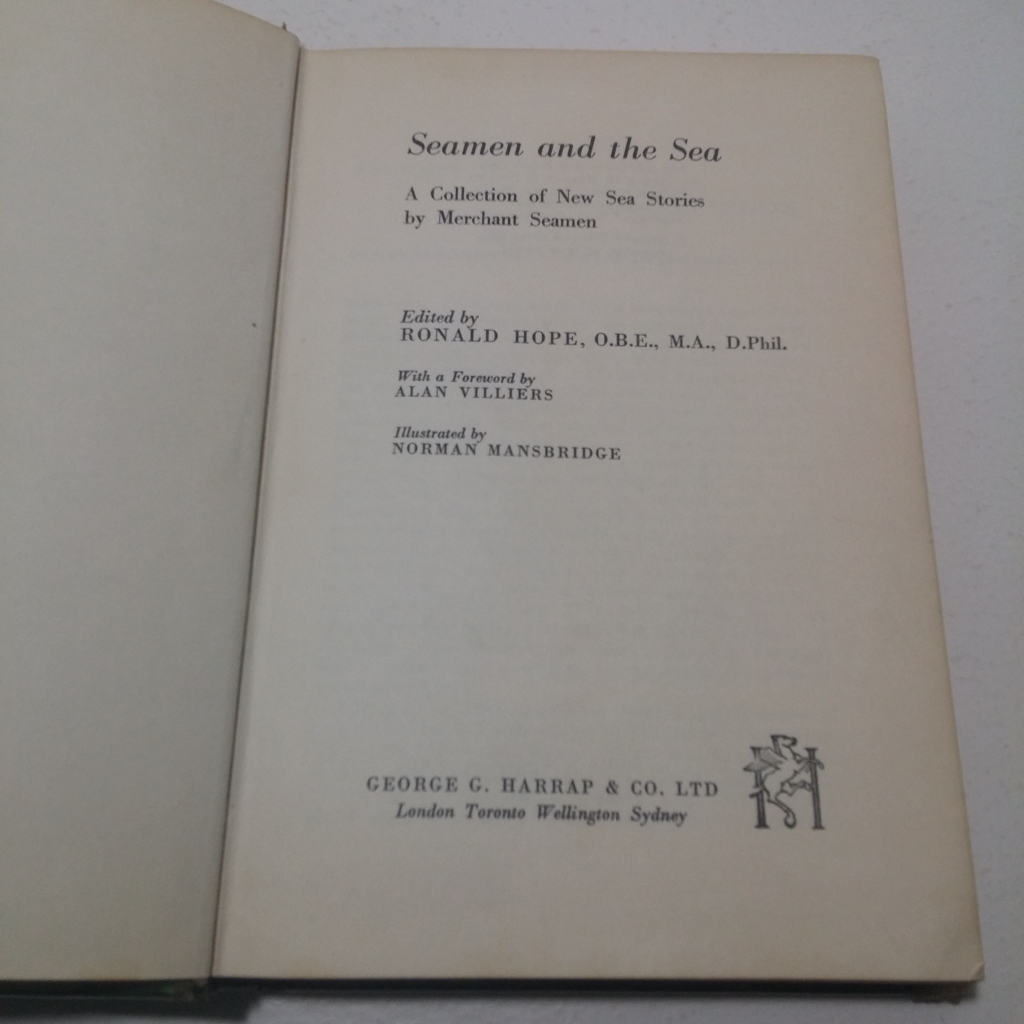 Seamen and the Sea
A Collection of New Sea Stories
by Merchant Seamen
Edited by
RONALD HOPE, O.B.E., M.A., D.Phil.
With a Foreword by
ALAN VILLIERS
Illustrated by
NORMAN MANSBRIDGE
GEORGE G. HARRAP & CO. LTD
London Toronto Wellington Sydney
H